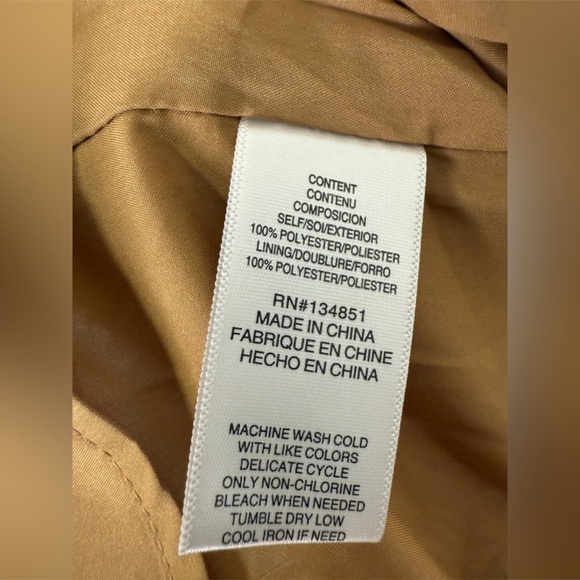 CONTENT
CONTENU
COMPOSICION
SELF/SOI/EXTERIOR
100% POLYESTER/POLIESTER
LINING/DOUBLURE/FORRO
100% POLYESTER/POLIESTER
RN#134851
MADE IN CHINA
FABRIQUE EN CHINE
HECHO EN CHINA
MACHINE WASH COLD
WITH LIKE COLORS
DELICATE CYCLE
ONLY NON-CHLORINE
BLEACH WHEN NEEDED
TUMBLE DRY LOW
COOL IRON IF NEED